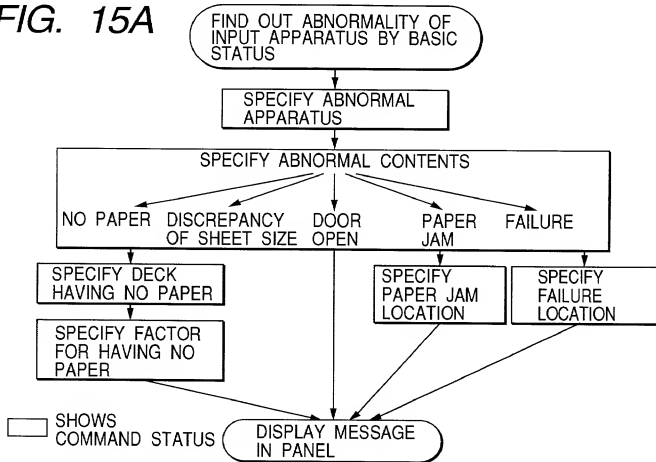 FIG. 15A
FIND OUT ABNORMALITY OF
INPUT APPARATUS BY BASIC
STATUS
SPECIFY ABNORMAL
APPARATUS
SPECIFY ABNORMAL CONTENTS
NO PAPER
DISCREPANCY
OF SHEET SIZE
DOOR
OPEN
PAPER
JAM
FAILURE
SPECIFY DECK
HAVING NO PAPER
SPECIFY FACTOR
FOR HAVING NO
PAPER
SPECIFY
PAPER JAM
LOCATION
SPECIFY
FAILURE
LOCATION
SHOWS
COMMAND STATUS
DISPLAY MESSAGE
IN PANEL